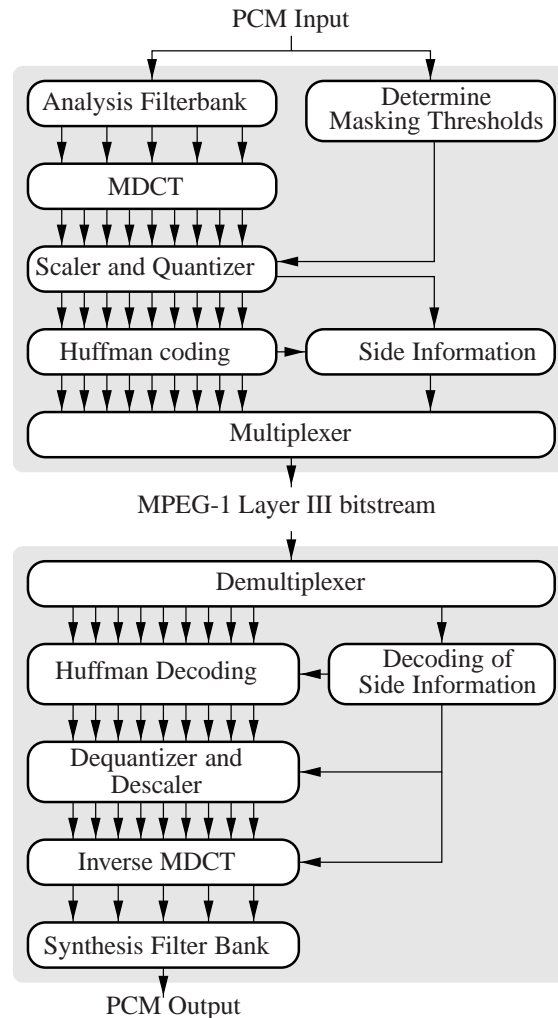 PCM Input
Analysis Filterbank
Determine
Masking Thresholds
MDCT
Scaler and Quantizer
Huffman coding
Side Information
Multiplexer
MPEG-1 Layer III bitstream
Demultiplexer
Huffman Decoding
Decoding of
Side Information
Dequantizer and
Descaler
Inverse MDCT
Synthesis Filter Bank
PCM Output